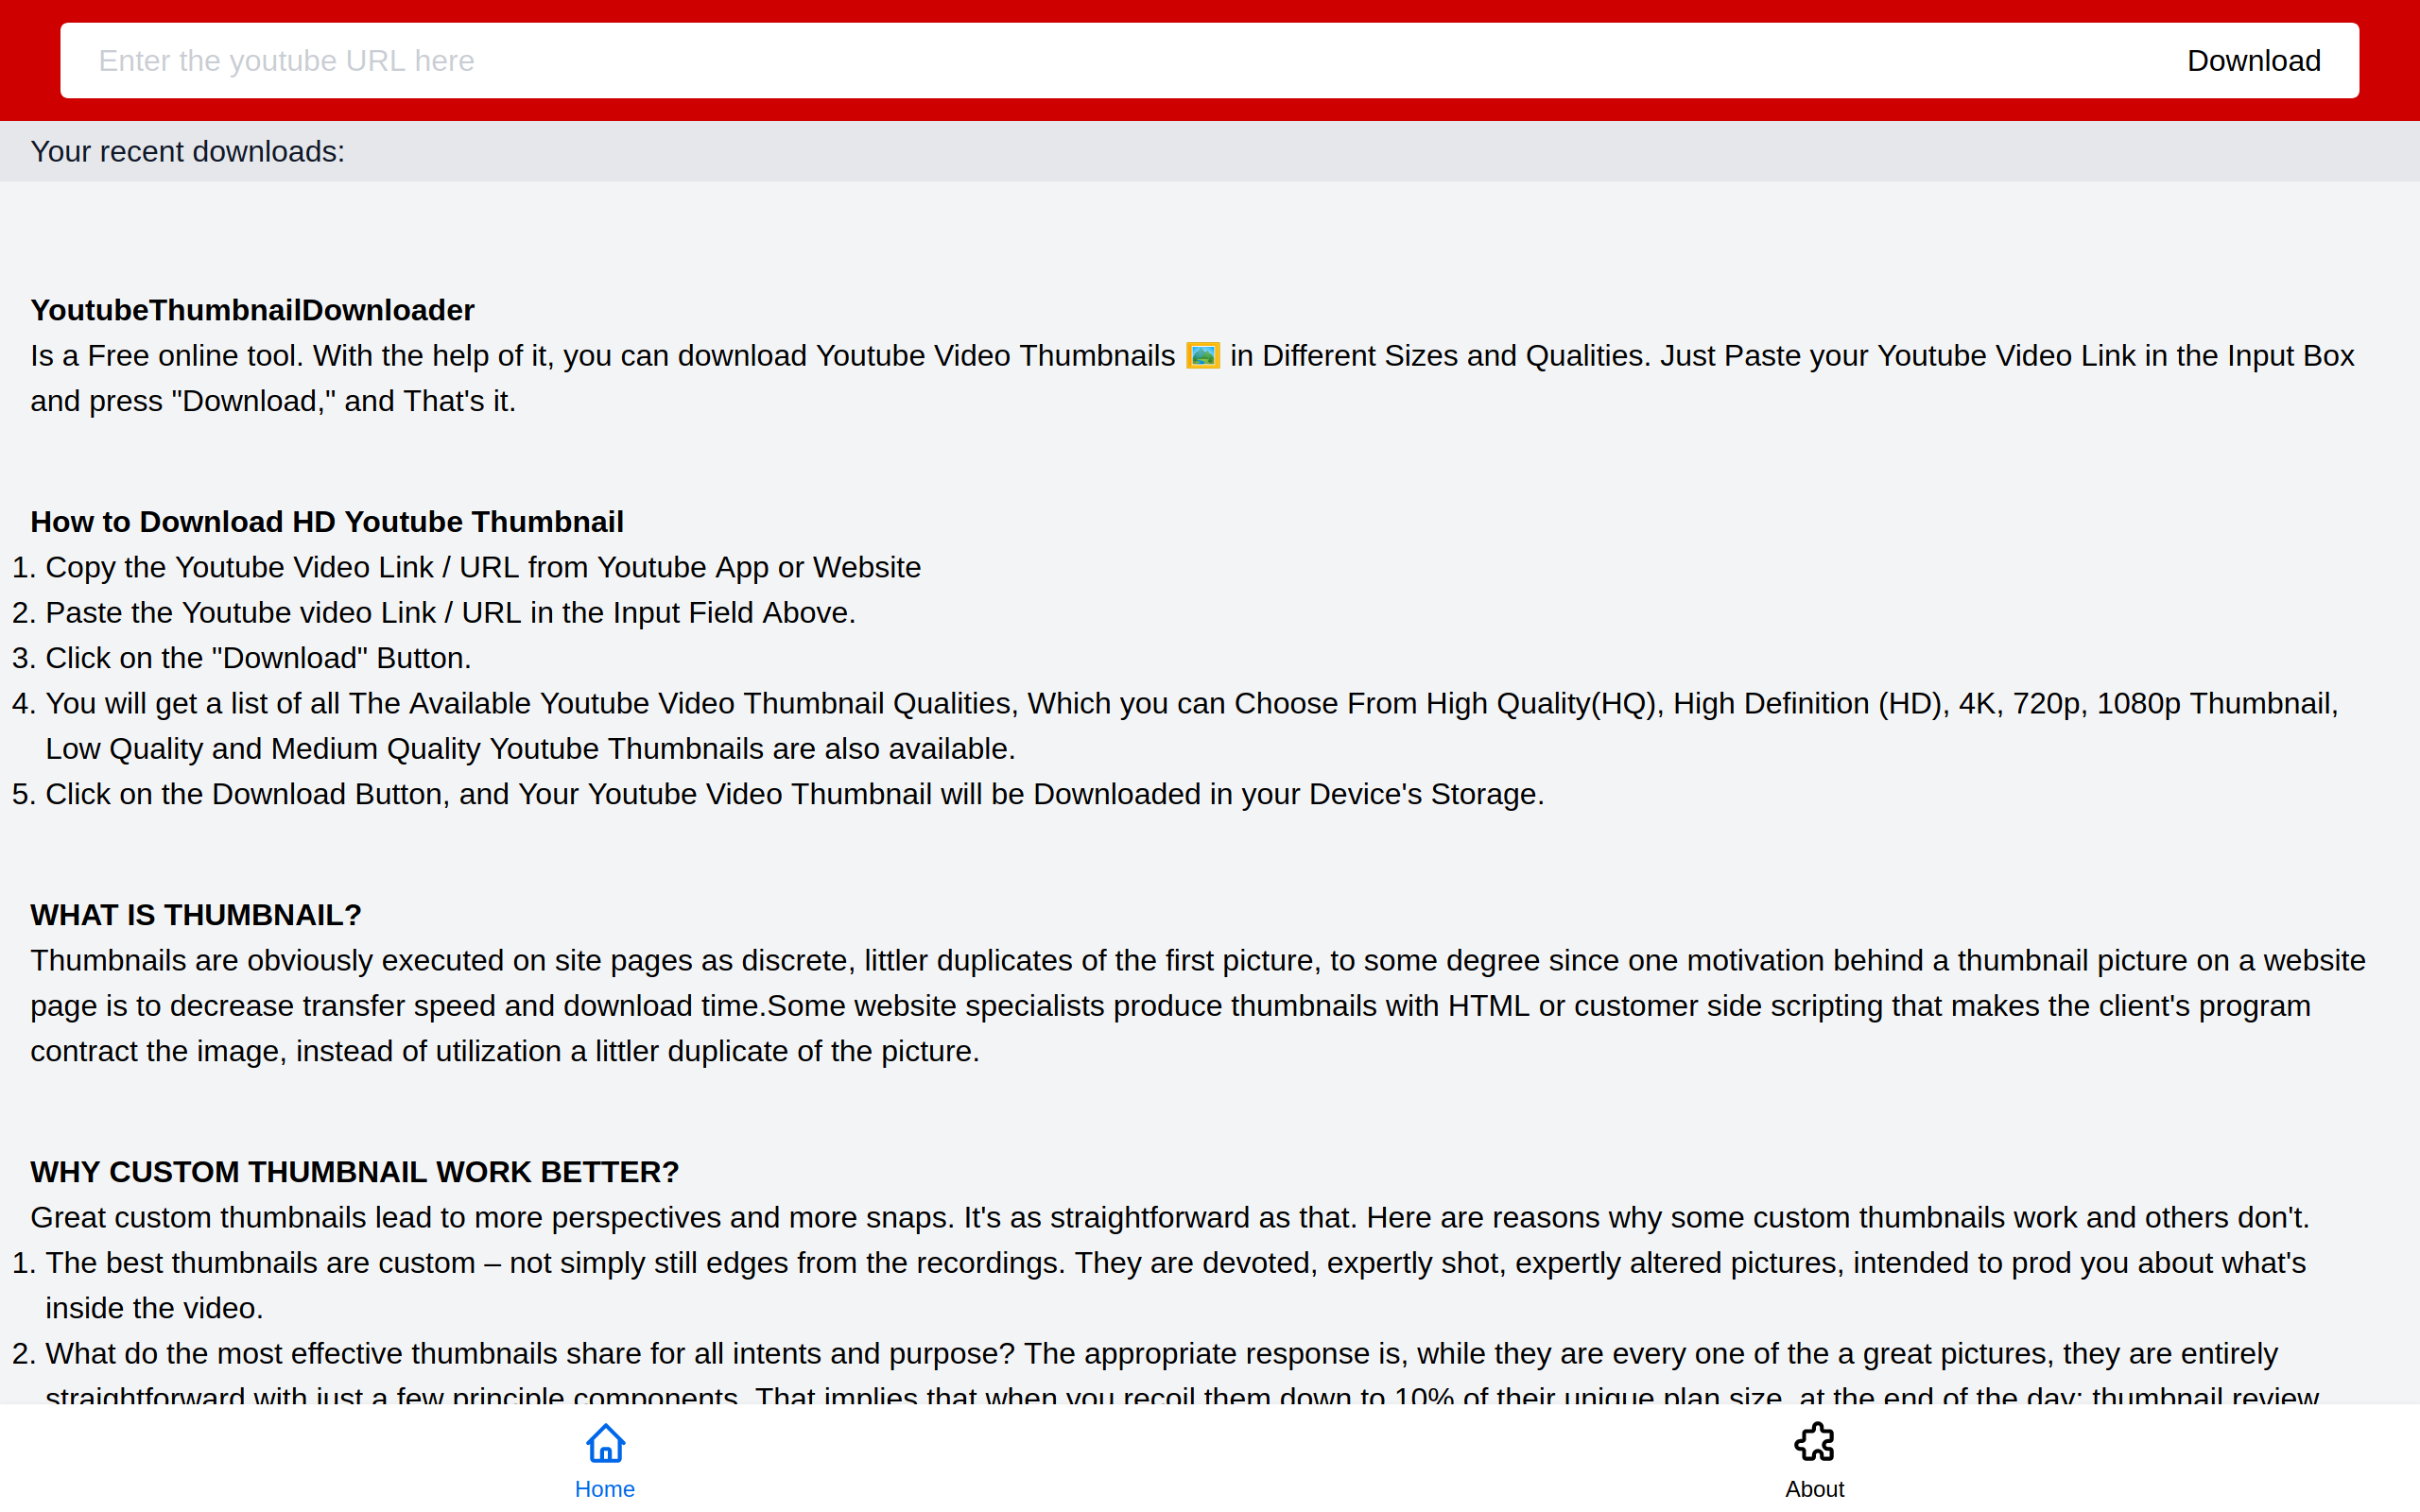 Enter the youtube URL here
Download
Your recent downloads:
YoutubeThumbnailDownloader
Is a Free online tool. With the help of it, you can download Youtube Video Thumbnails 🖼️ in Different Sizes and Qualities. Just Paste your Youtube Video Link in the Input Box
and press "Download," and That's it.
How to Download HD Youtube Thumbnail
1. Copy the Youtube Video Link / URL from Youtube App or Website
2. Paste the Youtube video Link / URL in the Input Field Above.
3. Click on the "Download" Button.
4. You will get a list of all The Available Youtube Video Thumbnail Qualities, Which you can Choose From High Quality(HQ), High Definition (HD), 4K, 720p, 1080p Thumbnail,
Low Quality and Medium Quality Youtube Thumbnails are also available.
5. Click on the Download Button, and Your Youtube Video Thumbnail will be Downloaded in your Device's Storage.
WHAT IS THUMBNAIL?
Thumbnails are obviously executed on site pages as discrete, littler duplicates of the first picture, to some degree since one motivation behind a thumbnail picture on a website
page is to decrease transfer speed and download time.Some website specialists produce thumbnails with HTML or customer side scripting that makes the client's program
contract the image, instead of utilization a littler duplicate of the picture.
WHY CUSTOM THUMBNAIL WORK BETTER?
Great custom thumbnails lead to more perspectives and more snaps. It's as straightforward as that. Here are reasons why some custom thumbnails work and others don't.
1. The best thumbnails are custom – not simply still edges from the recordings. They are devoted, expertly shot, expertly altered pictures, intended to prod you about what's
inside the video.
2. What do the most effective thumbnails share for all intents and purpose? The appropriate response is, while they are every one of the a great pictures, they are entirely
straightforward with just a few principle components. That implies that when you recoil them down to 10% of their unique plan size, at the end of the day: thumbnail review
Home
About